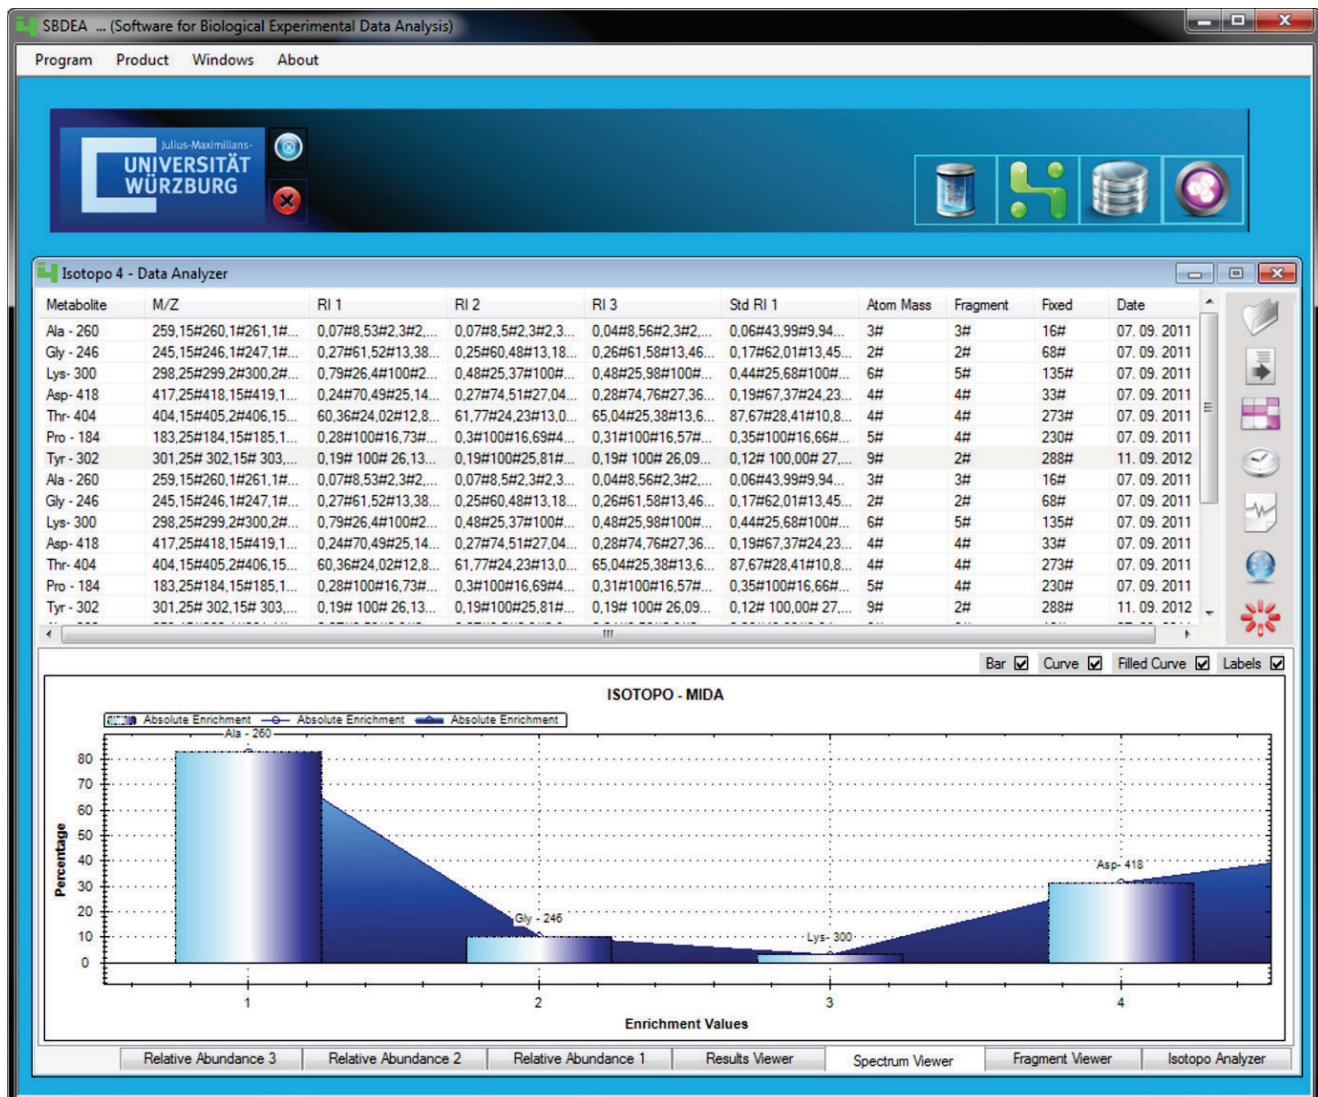 SBDEA ... (Software for Biological Experimental Data Analysis)
Program Product Windows About
Julius-Maximilians-
UNIVERSITÄT
WÜRZBURG
Isotopo 4 - Data Analyzer
Metabolite M/Z RI 1 RI 2 RI 3 Std RI 1 Atom Mass Fragment Fixed Date
Ala - 260 259,15#260,1#261,1#... 0,07#8,53#2,3#2,... 0,07#8,5#2,3#2,3... 0,04#8,56#2,3#2,... 0,06#43,99#9,94... 3# 3# 16# 07. 09. 2011
Gly - 246 245,15#246,1#247,1#... 0,27#61,52#13,38... 0,25#60,48#13,18... 0,26#61,58#13,46... 0,17#62,01#13,45... 2# 2# 68# 07. 09. 2011
Lys- 300 298,25#299,2#300,2#... 0,79#26,4#100#2... 0,48#25,37#100#... 0,48#25,98#100#... 0,44#25,68#100#... 6# 5# 135# 07. 09. 2011
Asp- 418 417,25#418,15#419,1... 0,24#70,49#25,14... 0,27#74,51#27,04... 0,28#74,76#27,36... 0,19#67,37#24,23... 4# 4# 33# 07. 09. 2011
Thr- 404 404,15#405,2#406,15... 60,36#24,02#12,8... 61,77#24,23#13,0... 65,04#25,38#13,6... 87,67#28,41#10,8... 4# 4# 273# 07. 09. 2011
Pro - 184 183,25#184,15#185,1... 0,28#100#16,73#... 0,3#100#16,69#4... 0,31#100#16,57#... 0,35#100#16,66#... 5# 4# 230# 07. 09. 2011
Tyr - 302 301,25# 302,15# 303,... 0,19# 100# 26,13... 0,19#100#25,81#... 0,19# 100# 26,09... 0,12# 100,00# 27,... 9# 2# 288# 11. 09. 2012
Ala - 260 259,15#260,1#261,1#... 0,07#8,53#2,3#2,... 0,07#8,5#2,3#2,3... 0,04#8,56#2,3#2,... 0,06#43,99#9,94... 3# 3# 16# 07. 09. 2011
Gly - 246 245,15#246,1#247,1#... 0,27#61,52#13,38... 0,25#60,48#13,18... 0,26#61,58#13,46... 0,17#62,01#13,45... 2# 2# 68# 07. 09. 2011
Lys- 300 298,25#299,2#300,2#... 0,79#26,4#100#2... 0,48#25,37#100#... 0,48#25,98#100#... 0,44#25,68#100#... 6# 5# 135# 07. 09. 2011
Asp- 418 417,25#418,15#419,1... 0,24#70,49#25,14... 0,27#74,51#27,04... 0,28#74,76#27,36... 0,19#67,37#24,23... 4# 4# 33# 07. 09. 2011
Thr- 404 404,15#405,2#406,15... 60,36#24,02#12,8... 61,77#24,23#13,0... 65,04#25,38#13,6... 87,67#28,41#10,8... 4# 4# 273# 07. 09. 2011
Pro - 184 183,25#184,15#185,1... 0,28#100#16,73#... 0,3#100#16,69#4... 0,31#100#16,57#... 0,35#100#16,66#... 5# 4# 230# 07. 09. 2011
Tyr - 302 301,25# 302,15# 303,... 0,19# 100# 26,13... 0,19#100#25,81#... 0,19# 100# 26,09... 0,12# 100,00# 27,... 9# 2# 288# 11. 09. 2012
Bar Curve Filled Curve Labels
ISOTOPO - MIDA
Absolute Enrichment Absolute Enrichment Absolute Enrichment
Ala - 260
80
70
60
50
40
30
20
10
0
Percentage
Gly - 246
Lys- 300
Asp- 418
1 2 3 4
Enrichment Values
Relative Abundance 3 Relative Abundance 2 Relative Abundance 1 Results Viewer Spectrum Viewer Fragment Viewer Isotopo Analyzer